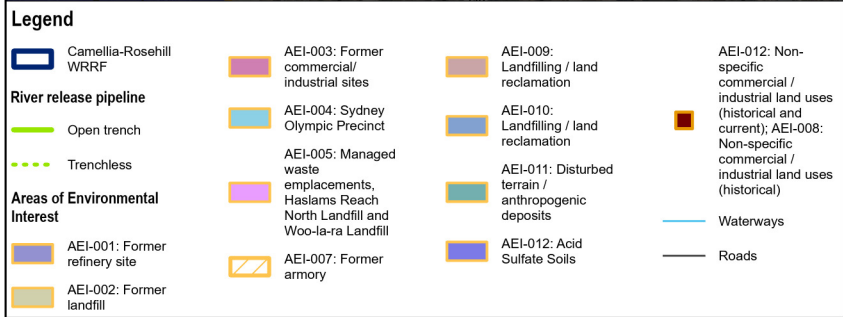 Legend
Camellia-Rosehill
WRRF
River release pipeline
Open trench
Trenchless
Areas of Environmental
Interest
AEI-001: Former
refinery site
AEI-002: Former
landfill
AEI-003: Former
commercial/
industrial sites
AEI-004: Sydney
Olympic Precinct
AEI-005: Managed
waste
emplacements,
Haslams Reach
North Landfill and
Woo-la-ra Landfill
AEI-007: Former
armory
AEI-009:
Landfilling / land
reclamation
AEI-010:
Landfilling / land
reclamation
AEI-011: Disturbed
terrain /
anthropogenic
deposits
AEI-012: Acid
Sulfate Soils
AEI-012: Non-
specific
commercial /
industrial land uses
(historical and
current); AEI-008:
Non-specific
commercial /
industrial land uses
(historical)
Waterways
Roads